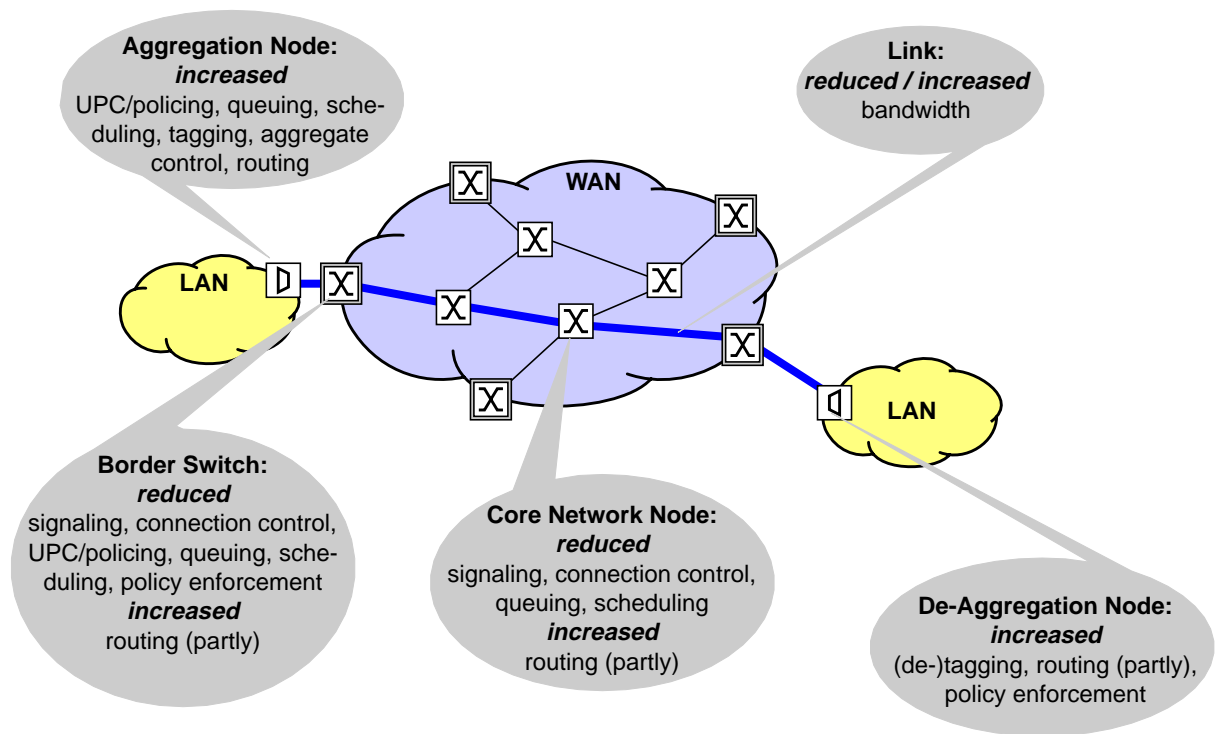 Aggregation Node:
increased
UPC/policing, queuing, sche-
duling, tagging, aggregate
control, routing
Link:
reduced / increased
bandwidth
WAN
LAN
LAN
Border Switch:
reduced
signaling, connection control,
UPC/policing, queuing, sche-
duling, policy enforcement
increased
routing (partly)
Core Network Node:
reduced
signaling, connection control,
queuing, scheduling
increased
routing (partly)
De-Aggregation Node:
increased
(de-)tagging, routing (partly),
policy enforcement